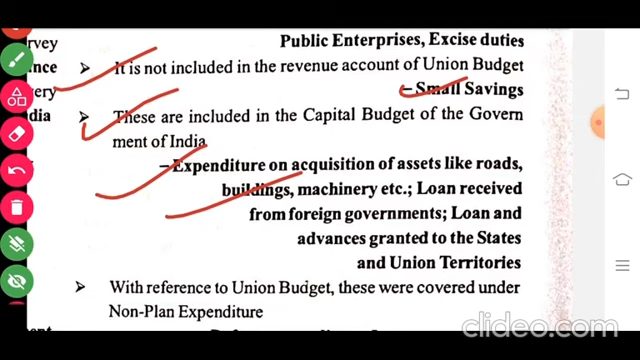 rvey
Public Enterprises, Excise duties
nce
It is not included in the revenue account of Union Budget
very
– Small Savings
dia
These are included in the Capital Budget of the Govern
ment of India
– Expenditure on acquisition of assets like roads,
buildings, machinery etc.; Loan received
from foreign governments; Loan and
advances granted to the States
and Union Territories
With reference to Union Budget, these were covered under
Non-Plan Expenditure
clideo.com